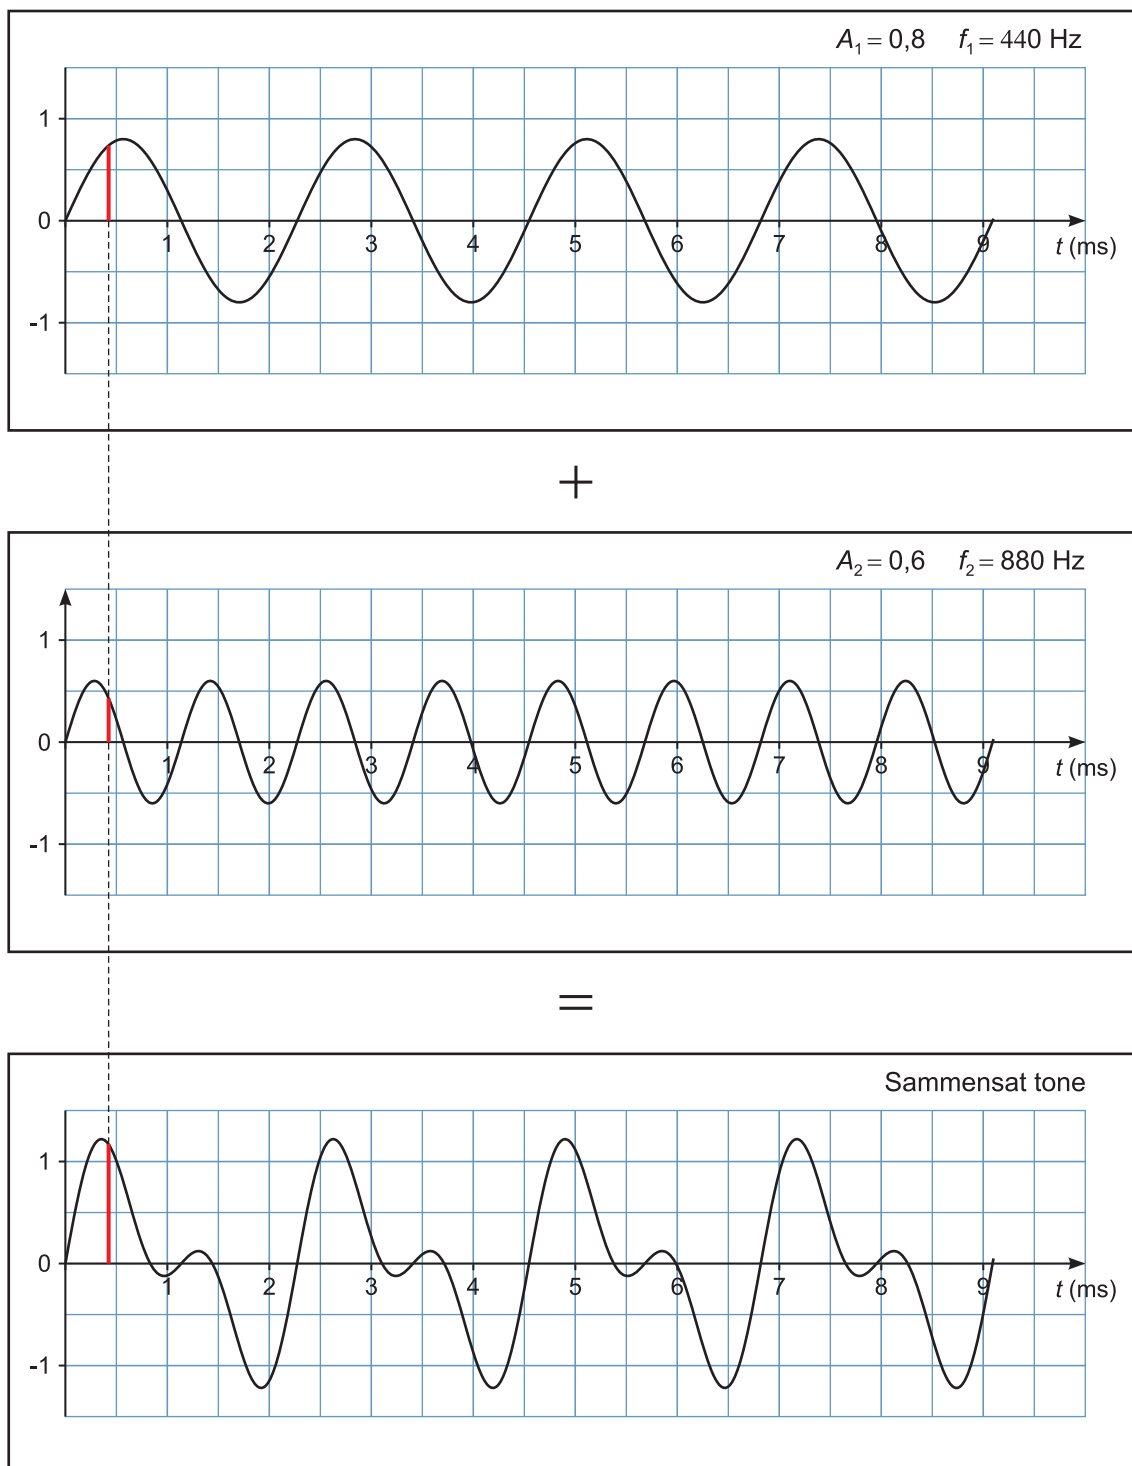 A₁ = 0,8 f₁ = 440 Hz
1
0
1 2 3 4 5 6 7 8 9
t (ms)
-1
+
A₂ = 0,6 f₂ = 880 Hz
1
0
1 2 3 4 5 6 7 8 9
t (ms)
-1
=
Sammensat tone
1
0
1 2 3 4 5 6 7 8 9
t (ms)
-1